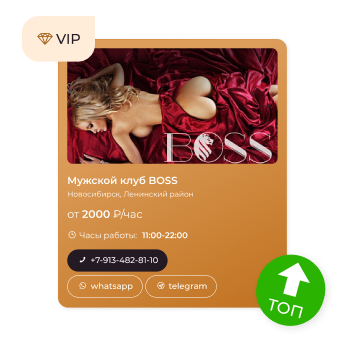 VIP
BOSS
Мужской клуб BOSS
Новосибирск, Ленинский район
от 2000 ₽/час
Часы работы: 11:00-22:00
+7-913-482-81-10
whatsapp telegram
ТОП